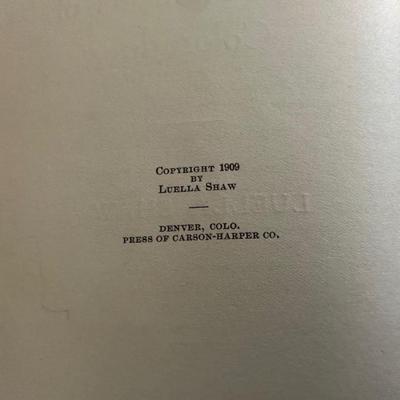 COPYRIGHT 1909
BY
LUELLA SHAW
DENVER, COLO.
PRESS OF CARSON-HARPER CO.